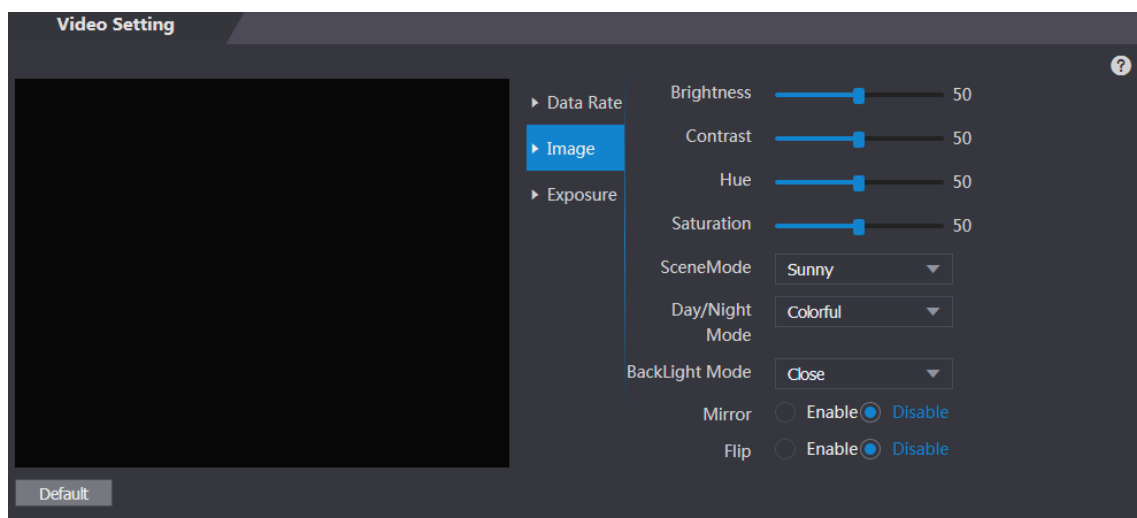 Video Setting
?
Data Rate
Image
Exposure
Brightness 50
Contrast 50
Hue 50
Saturation 50
SceneMode Sunny
Day/Night Mode Colorful
BackLight Mode Close
Mirror Enable Disable
Flip Enable Disable
Default